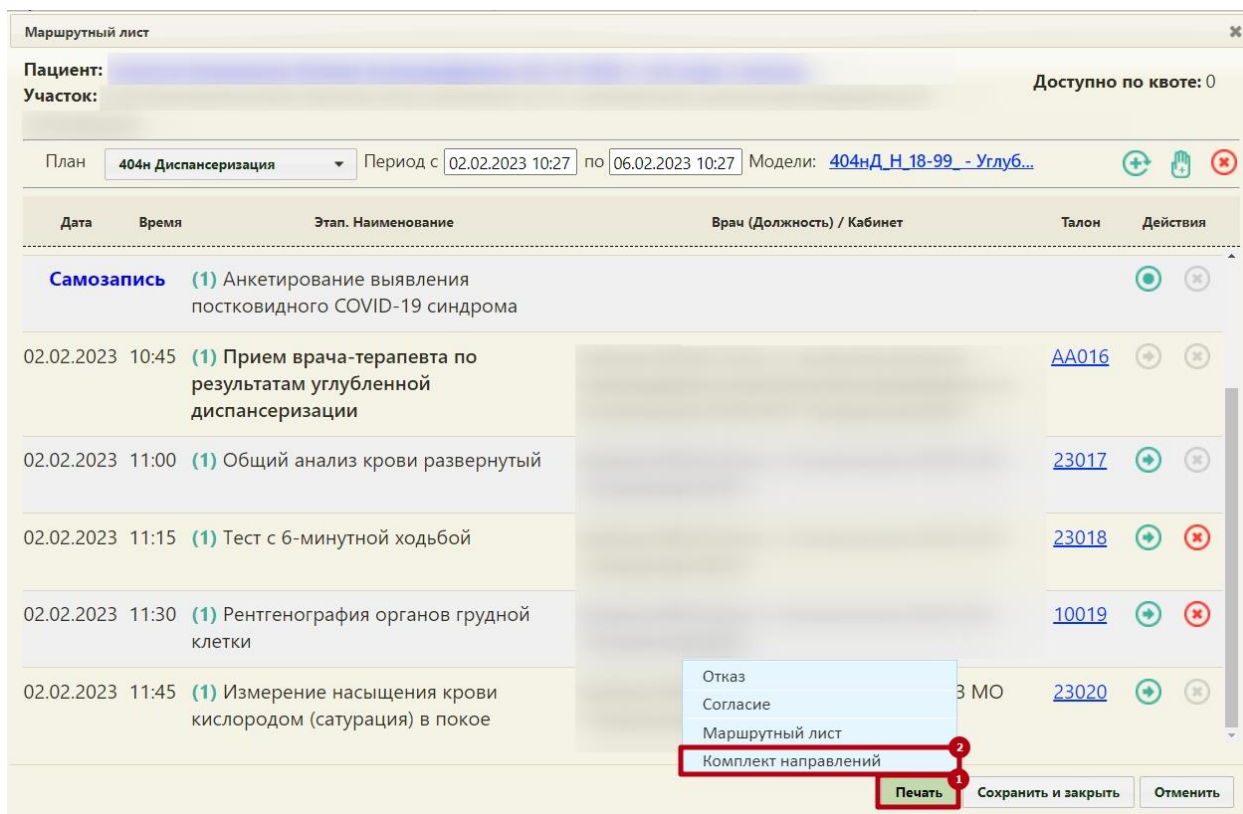 Маршрутный лист
Пациент:
Участок:
Доступно по квоте: 0
План 404н Диспансеризация Период с 02.02.2023 10:27 по 06.02.2023 10:27 Модели: 404нД_Н_18-99_ - Углуб...
Дата Время Этап. Наименование Врач (Должность) / Кабинет Талон Действия
Самозапись (1) Анкетирование выявления
постковидного COVID-19 синдрома
02.02.2023 10:45 (1) Прием врача-терапевта по AA016
результатам углубленной
диспансеризации
02.02.2023 11:00 (1) Общий анализ крови развернутый 23017
02.02.2023 11:15 (1) Тест с 6-минутной ходьбой 23018
02.02.2023 11:30 (1) Рентгенография органов грудной 10019
клетки
02.02.2023 11:45 (1) Измерение насыщения крови З МО 23020
кислородом (сатурация) в покое
Отказ
Согласие
Маршрутный лист
Комплект направлений 2
Печать 1 Сохранить и закрыть Отменить